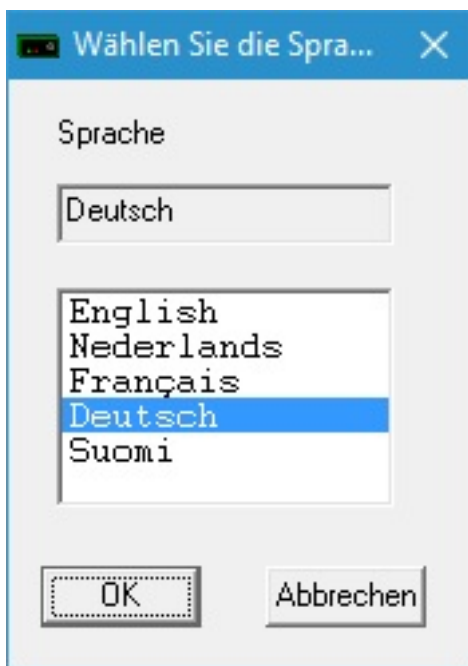 Wählen Sie die Spra...
Sprache
Deutsch
English
Nederlands
Français
Deutsch
Suomi
OK
Abbrechen